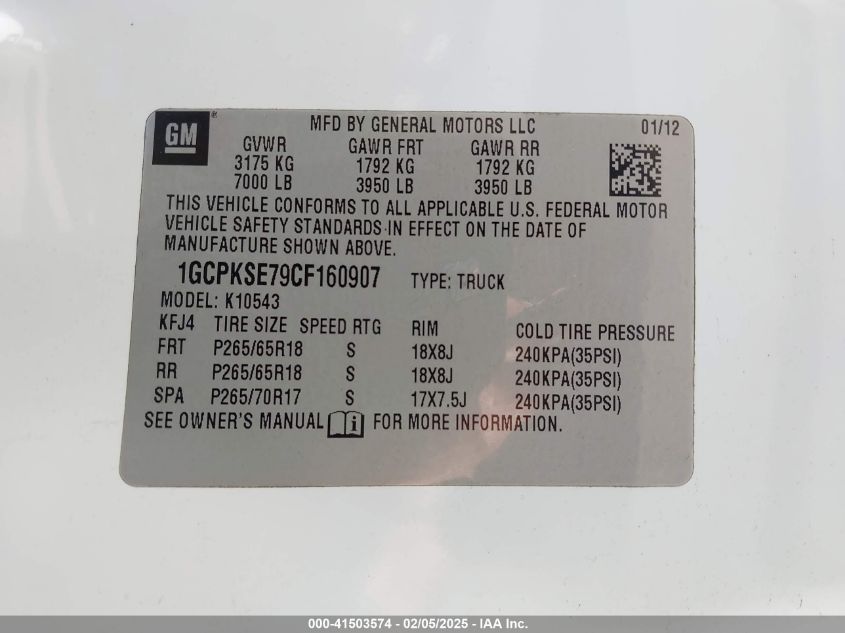 GM ®
MFD BY GENERAL MOTORS LLC 01/12
GVWR GAWR FRT GAWR RR
3175 KG 1792 KG 1792 KG
7000 LB 3950 LB 3950 LB
THIS VEHICLE CONFORMS TO ALL APPLICABLE U.S. FEDERAL MOTOR
VEHICLE SAFETY STANDARDS IN EFFECT ON THE DATE OF
MANUFACTURE SHOWN ABOVE.
1GCPKSE79CF160907 TYPE: TRUCK
MODEL: K10543
KFJ4 TIRE SIZE SPEED RTG RIM COLD TIRE PRESSURE
FRT P265/65R18 S 18X8J 240KPA(35PSI)
RR P265/65R18 S 18X8J 240KPA(35PSI)
SPA P265/70R17 S 17X7.5J 240KPA(35PSI)
SEE OWNER'S MANUAL i FOR MORE INFORMATION.
000-41503574 - 02/05/2025 - IAA Inc.